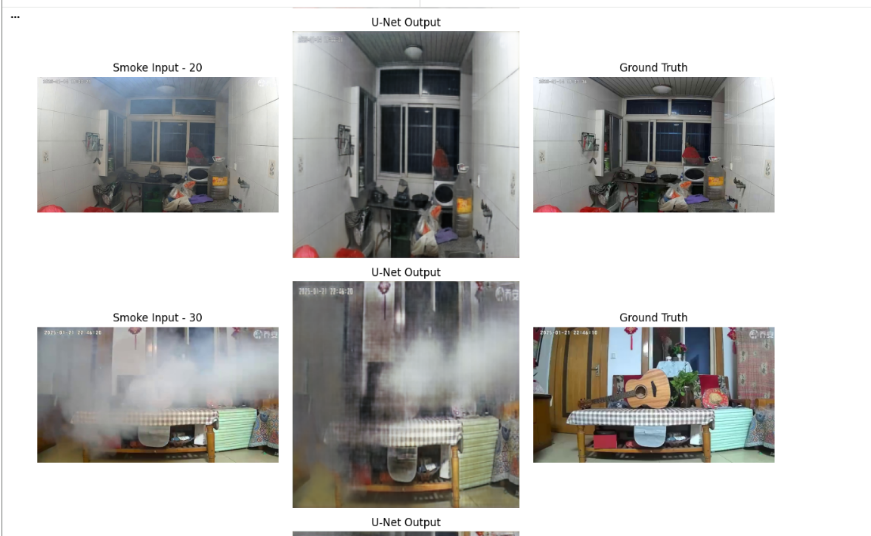 ...
U-Net Output
Smoke Input - 20
Ground Truth
U-Net Output
Smoke Input - 30
Ground Truth
U-Net Output